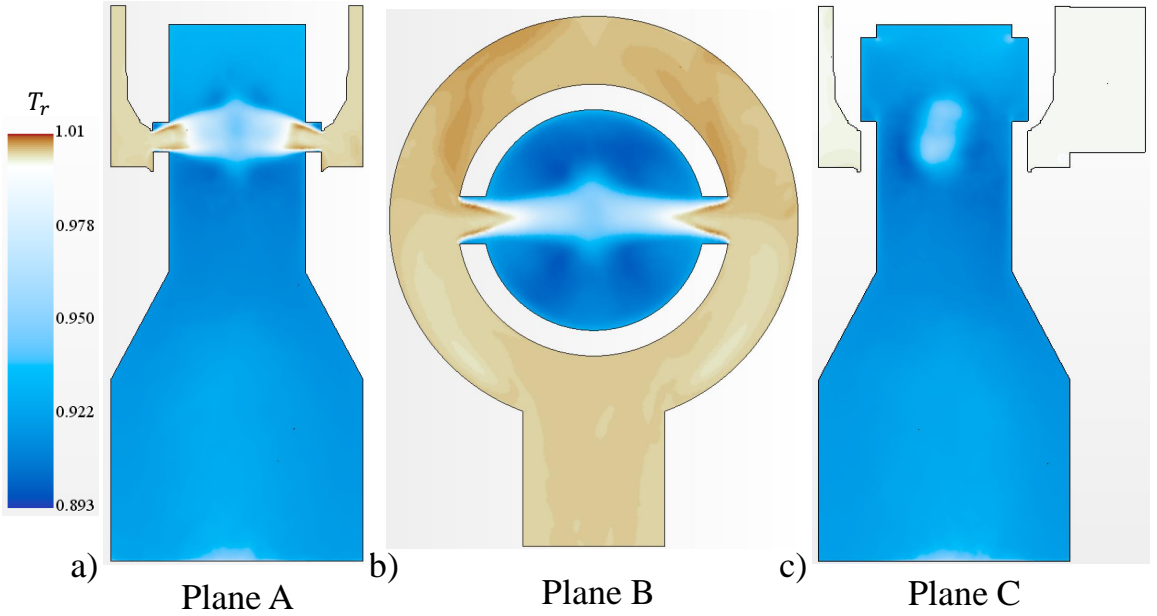 T_r
1.01
0.978
0.950
0.922
0.893
a)
Plane A
b)
Plane B
c)
Plane C